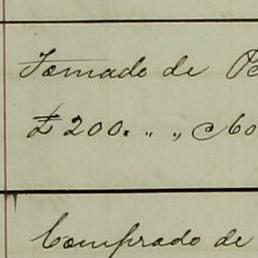 Tomado de
£ 200. " "
Comprado de